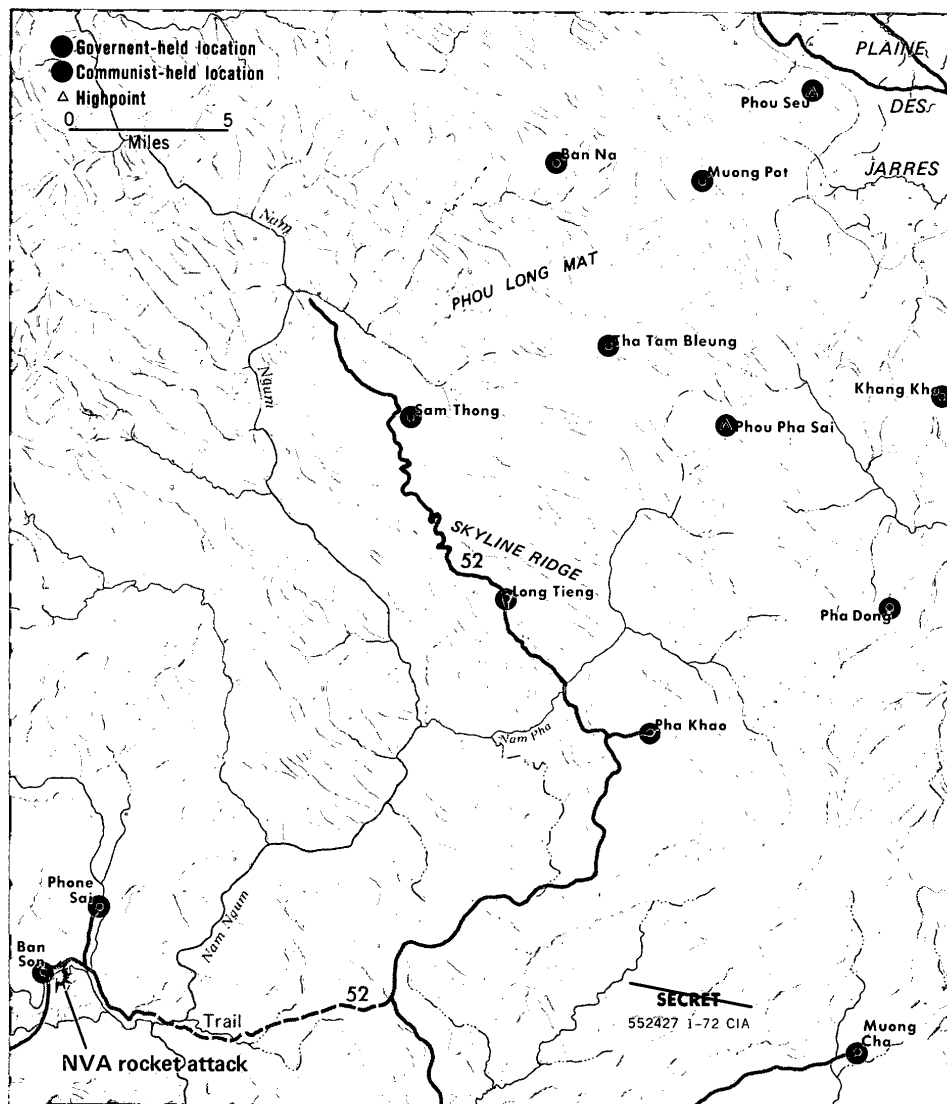 Governent-held location
Communist-held location
Highpoint
0 5
Miles
PLAINE
DES
JARRES
Phou Seu
Ban Na
Muong Pot
Nam
PHOU LONG MAT
Tha Tam Bleung
Ngum
Khang Kho
Sam Thong
Phou Pha Sai
SKYLINE RIDGE
52
Long Tieng
Pha Dong
Nam Pha
Pha Khao
Phone
Sai
Nam Ngum
Ban
Son
52
SECRET
Trail
552427 1-72 CIA
Muong
Cha
NVA rocket attack